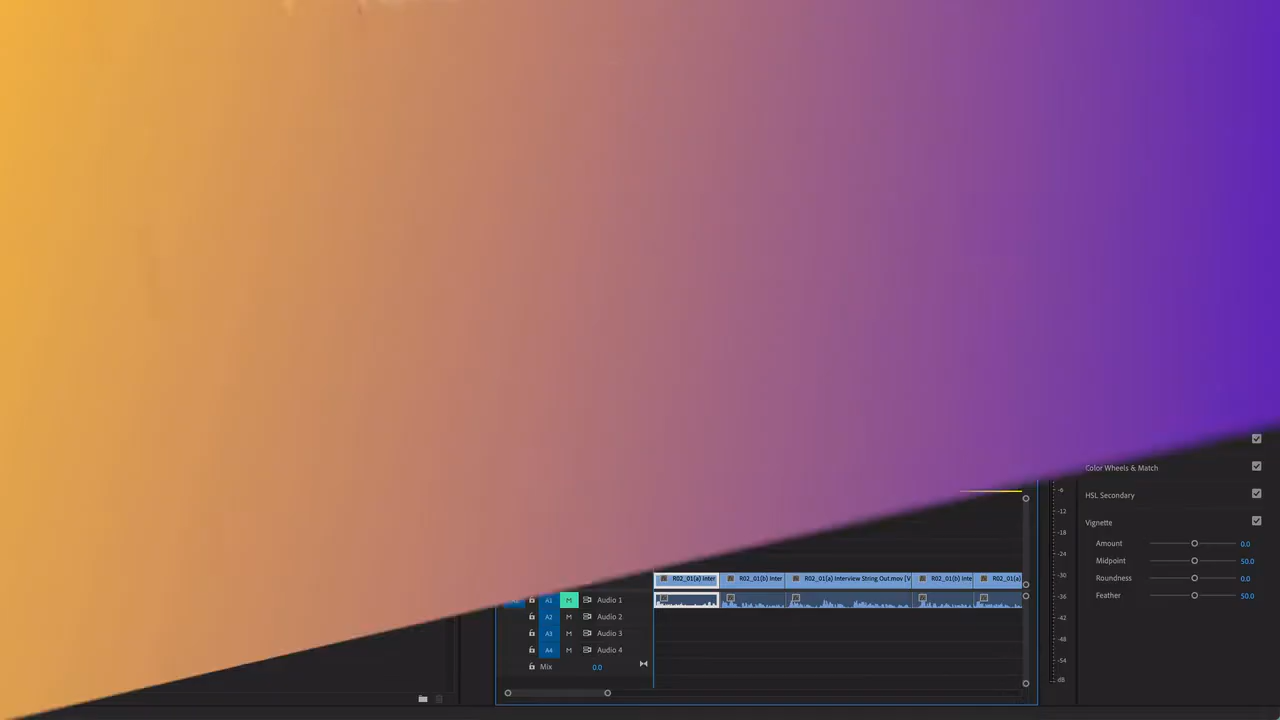 Color Wheels & Match
HSL Secondary
Vignette
Amount 0.0
Midpoint 50.0
Roundness 0.0
Feather 50.0
-6
-12
-18
-24
-30
-36
-42
-48
-54
dB
R02_01(a) Inter
R02_01(b) Inter
R02_01(a) Interview String Out.mov [V
R02_01(b) Inte
R02_01(a)
A1 M Audio 1
A2 M Audio 2
A3 M Audio 3
A4 M Audio 4
Mix 0.0